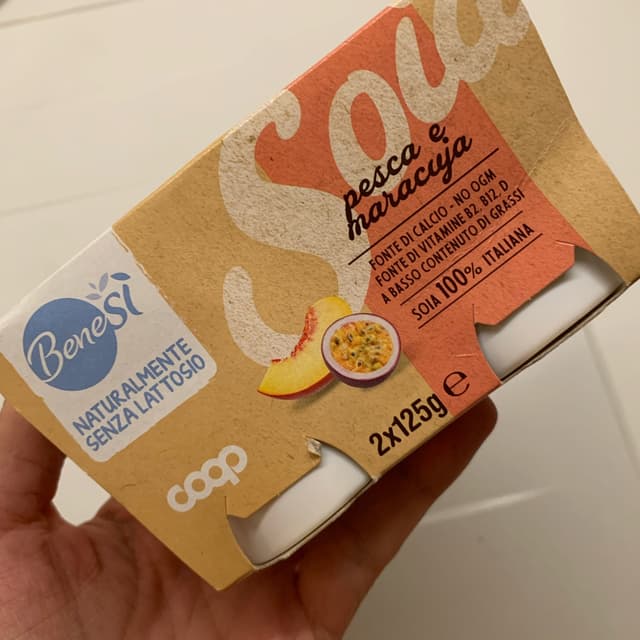 Soia
pesca e
maracuja
FONTE DI CALCIO - NO OGM
FONTE DI VITAMINE B2, B12, D
A BASSO CONTENUTO DI GRASSI
SOIA 100% ITALIANA
BeneSì
NATURALMENTE
SENZA LATTOSIO
2x125g ℮
coop